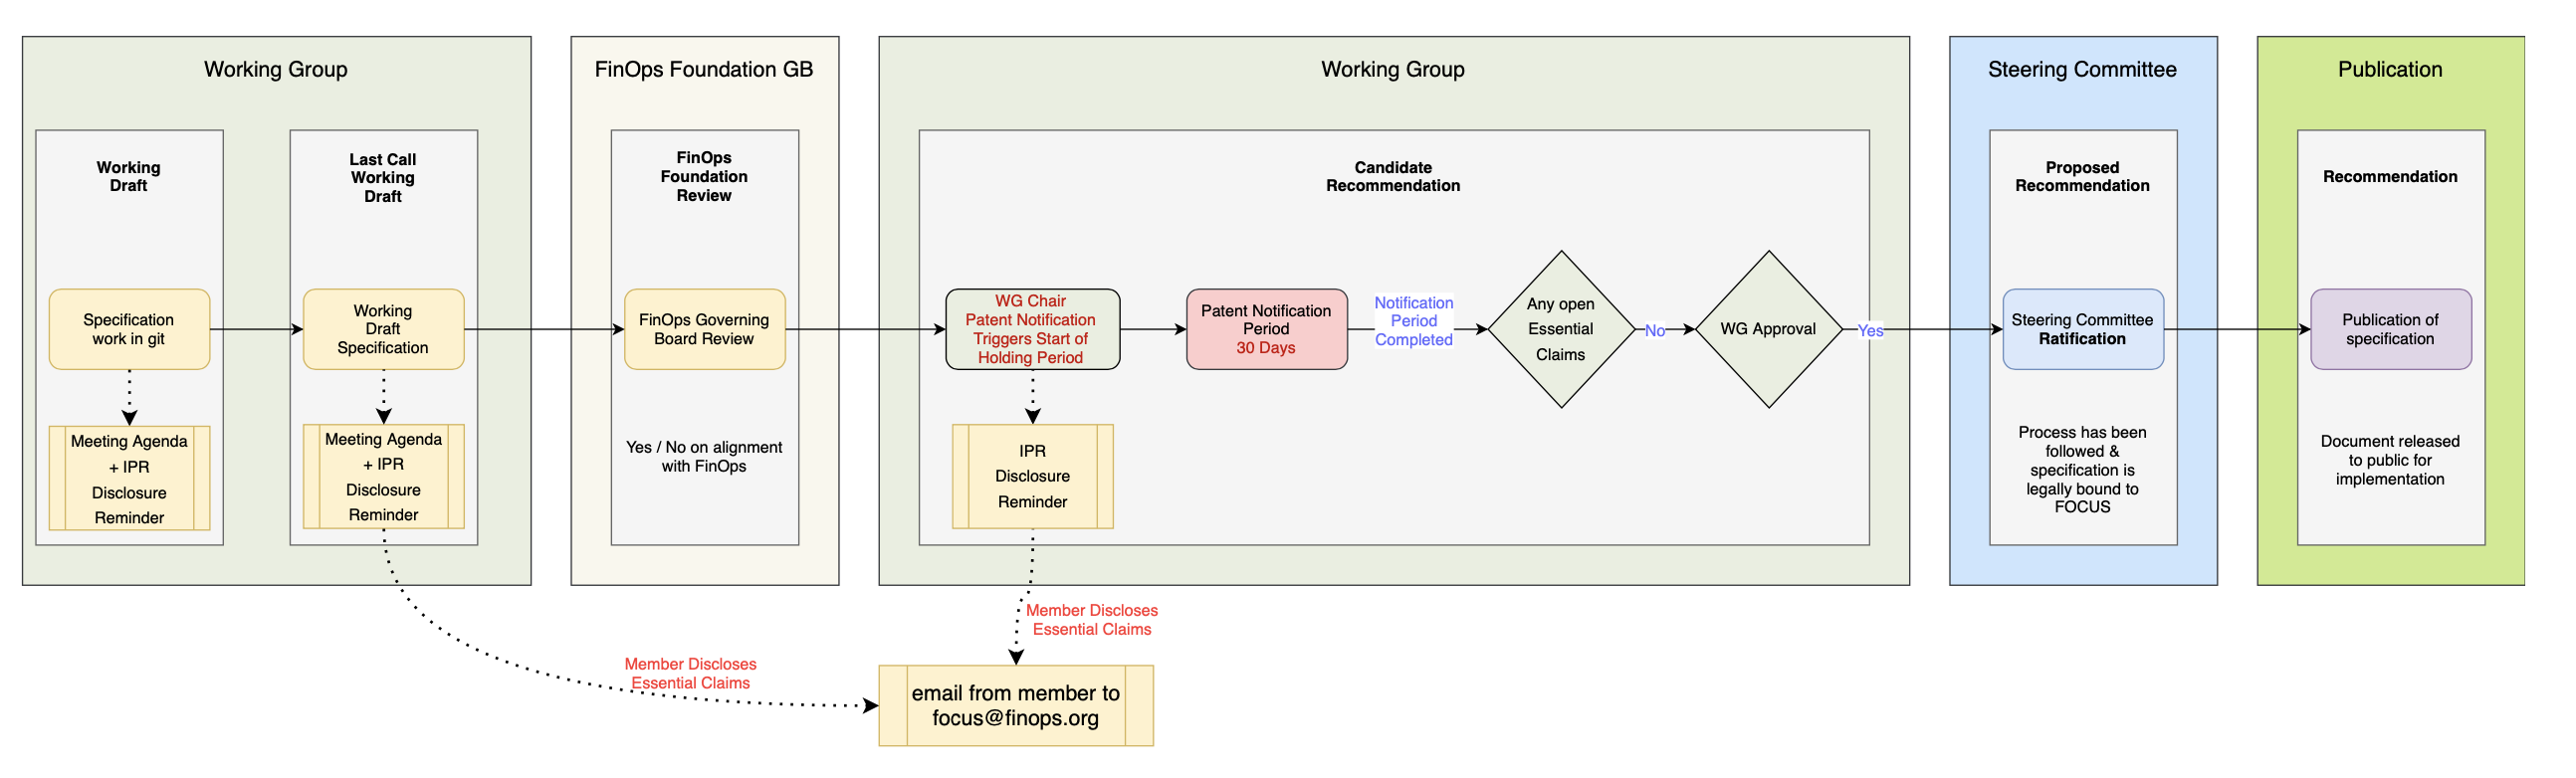 Working Group
Working
Draft
Specification
work in git
Meeting Agenda
+ IPR
Disclosure
Reminder
Last Call
Working
Draft
Working
Draft
Specification
Meeting Agenda
+ IPR
Disclosure
Reminder
FinOps Foundation GB
FinOps
Foundation
Review
FinOps Governing
Board Review
Yes / No on alignment
with FinOps
Working Group
Candidate
Recommendation
WG Chair
Patent Notification
Triggers Start of
Holding Period
IPR
Disclosure
Reminder
Patent Notification
Period
30 Days
Notification
Period
Completed
Any open
Essential
Claims
No
WG Approval
Yes
Steering Committee
Proposed
Recommendation
Steering Committee
Ratification
Process has been
followed &
specification is
legally bound to
FOCUS
Publication
Recommendation
Publication of
specification
Document released
to public for
implementation
Member Discloses
Essential Claims
Member Discloses
Essential Claims
email from member to
focus@finops.org